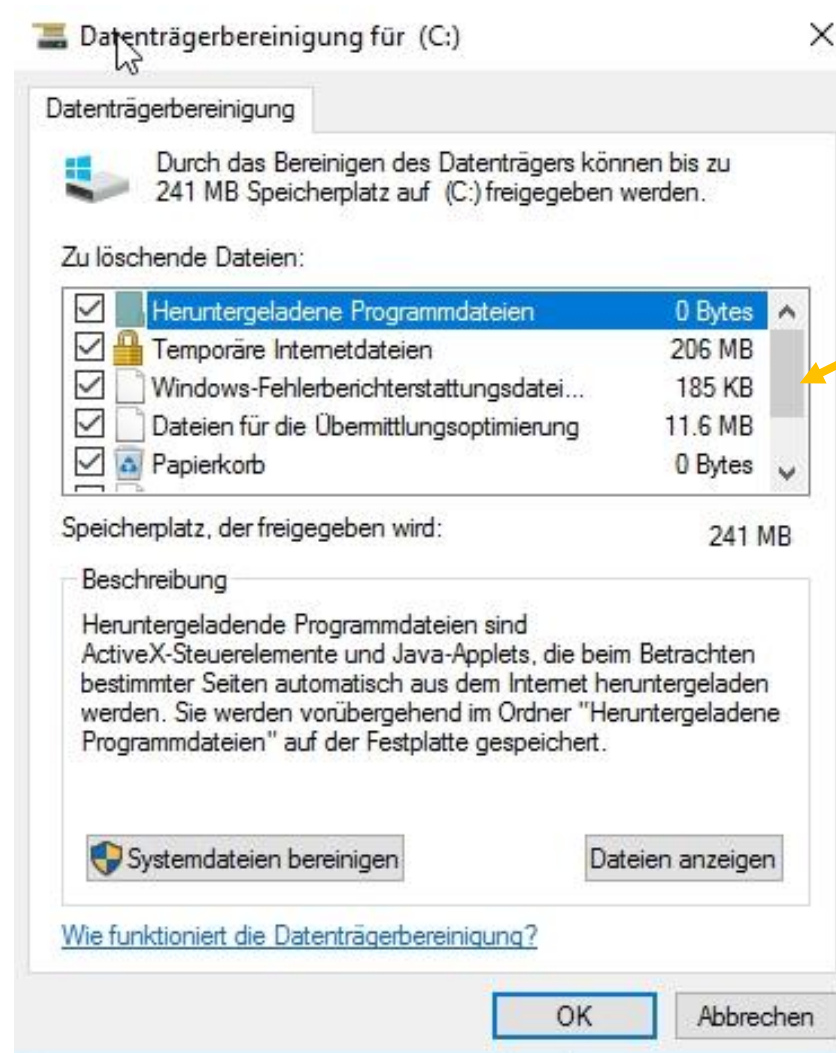 Datenträgerbereinigung für (C:)
Datenträgerbereinigung
Durch das Bereinigen des Datenträgers können bis zu
241 MB Speicherplatz auf (C:) freigegeben werden.
Zu löschende Dateien:
Heruntergeladene Programmdateien 0 Bytes
Temporäre Internetdateien 206 MB
Windows-Fehlerberichterstattungsdatei... 185 KB
Dateien für die Übermittlungsoptimierung 11.6 MB
Papierkorb 0 Bytes
Speicherplatz, der freigegeben wird: 241 MB
Beschreibung
Heruntergeladende Programmdateien sind
ActiveX-Steuerelemente und Java-Applets, die beim Betrachten
bestimmter Seiten automatisch aus dem Internet heruntergeladen
werden. Sie werden vorübergehend im Ordner "Heruntergeladene
Programmdateien" auf der Festplatte gespeichert.
Systemdateien bereinigen Dateien anzeigen
Wie funktioniert die Datenträgerbereinigung?
OK Abbrechen